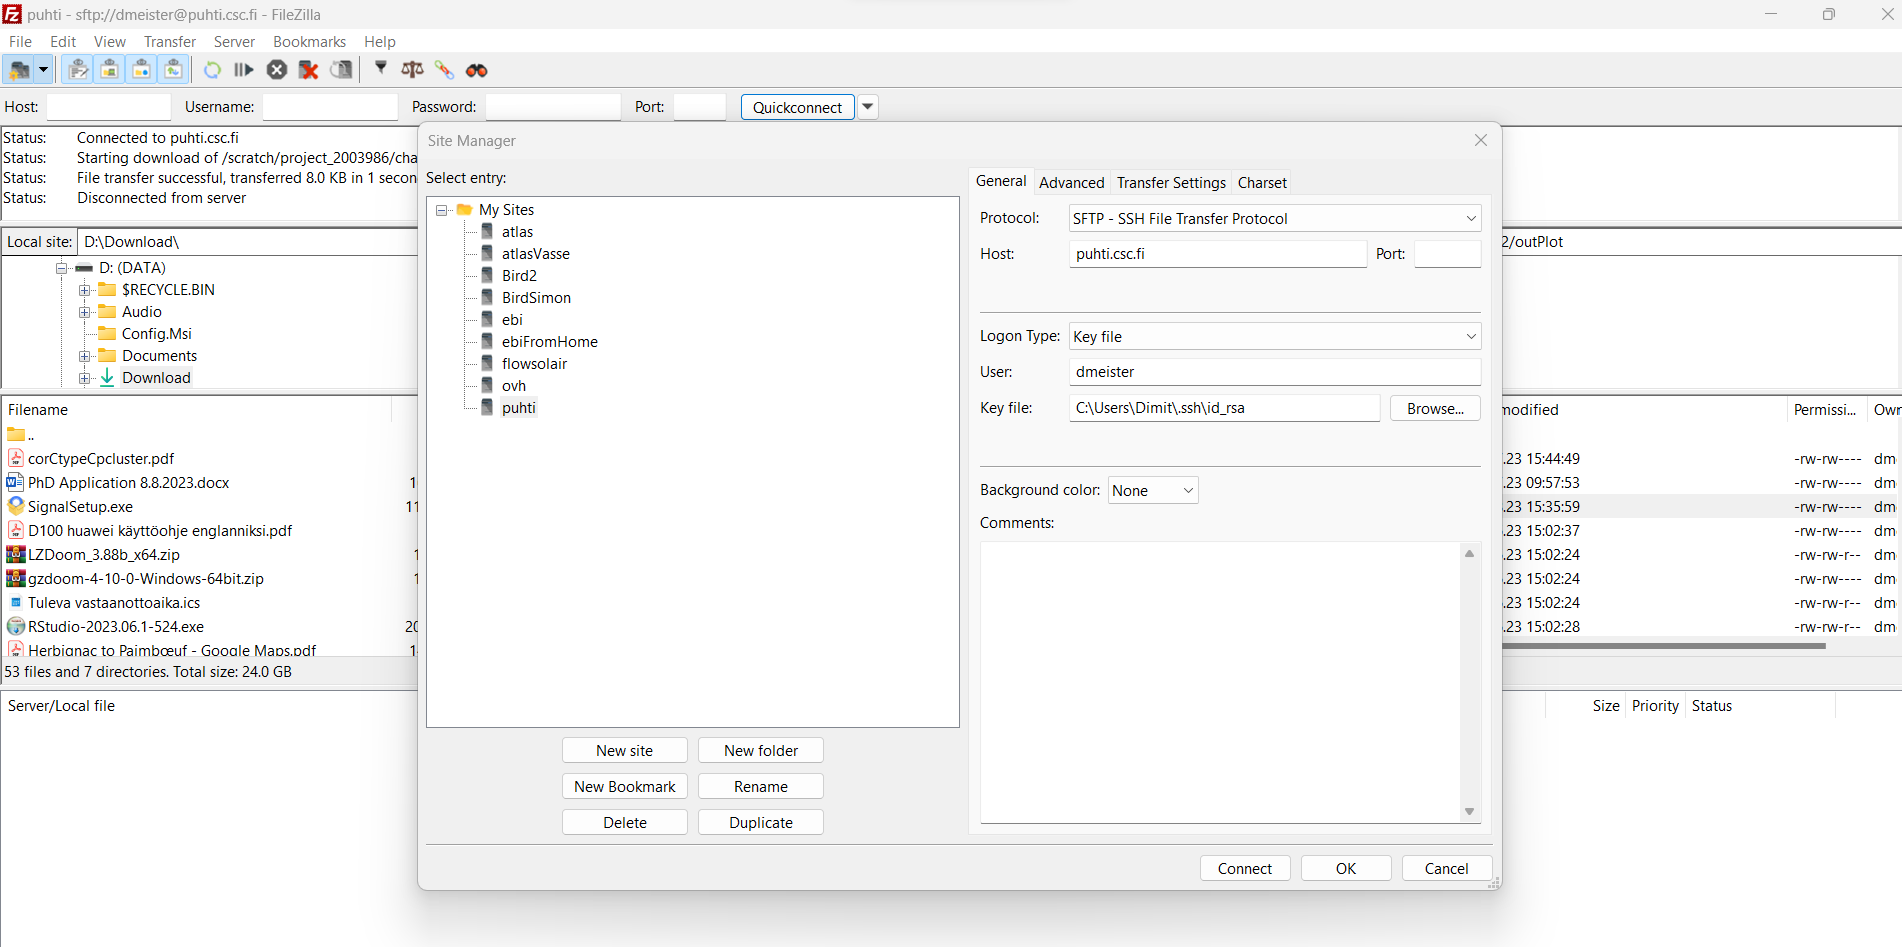 puhti - sftp://dmeister@puhti.csc.fi - FileZilla
File Edit View Transfer Server Bookmarks Help
Host: Username: Password: Port: Quickconnect
Status: Connected to puhti.csc.fi
Status: Starting download of /scratch/project_2003986/cha
Status: File transfer successful, transferred 8.0 KB in 1 secon
Status: Disconnected from server
Local site: D:\Download\
D: (DATA)
$RECYCLE.BIN
Audio
Config.Msi
Documents
Download
Filename
..
corCtypeCpcluster.pdf
PhD Application 8.8.2023.docx 1
SignalSetup.exe 11
D100 huawei käyttöohje englanniksi.pdf
LZDoom_3.88b_x64.zip 1
gzdoom-4-10-0-Windows-64bit.zip 1
Tuleva vastaanottoaika.ics
RStudio-2023.06.1-524.exe 20
Herbignac to Paimbœuf - Google Maps.pdf 1
53 files and 7 directories. Total size: 24.0 GB
Server/Local file
Site Manager
Select entry:
My Sites
atlas
atlasVasse
Bird2
BirdSimon
ebi
ebiFromHome
flowsolair
ovh
puhti
New site New folder
New Bookmark Rename
Delete Duplicate
General Advanced Transfer Settings Charset
Protocol: SFTP - SSH File Transfer Protocol
Host: puhti.csc.fi Port:
Logon Type: Key file
User: dmeister
Key file: C:\Users\Dimit\.ssh\id_rsa Browse...
Background color: None
Comments:
Connect OK Cancel
2/outPlot
modified Permissi... Owr
.23 15:44:49 -rw-rw---- dm
.23 09:57:53 -rw-rw---- dm
.23 15:35:59 -rw-rw---- dm
.23 15:02:37 -rw-rw---- dm
.23 15:02:24 -rw-rw-r-- dm
.23 15:02:24 -rw-rw---- dm
.23 15:02:24 -rw-rw-r-- dm
.23 15:02:28 -rw-rw-r-- dm
Size Priority Status